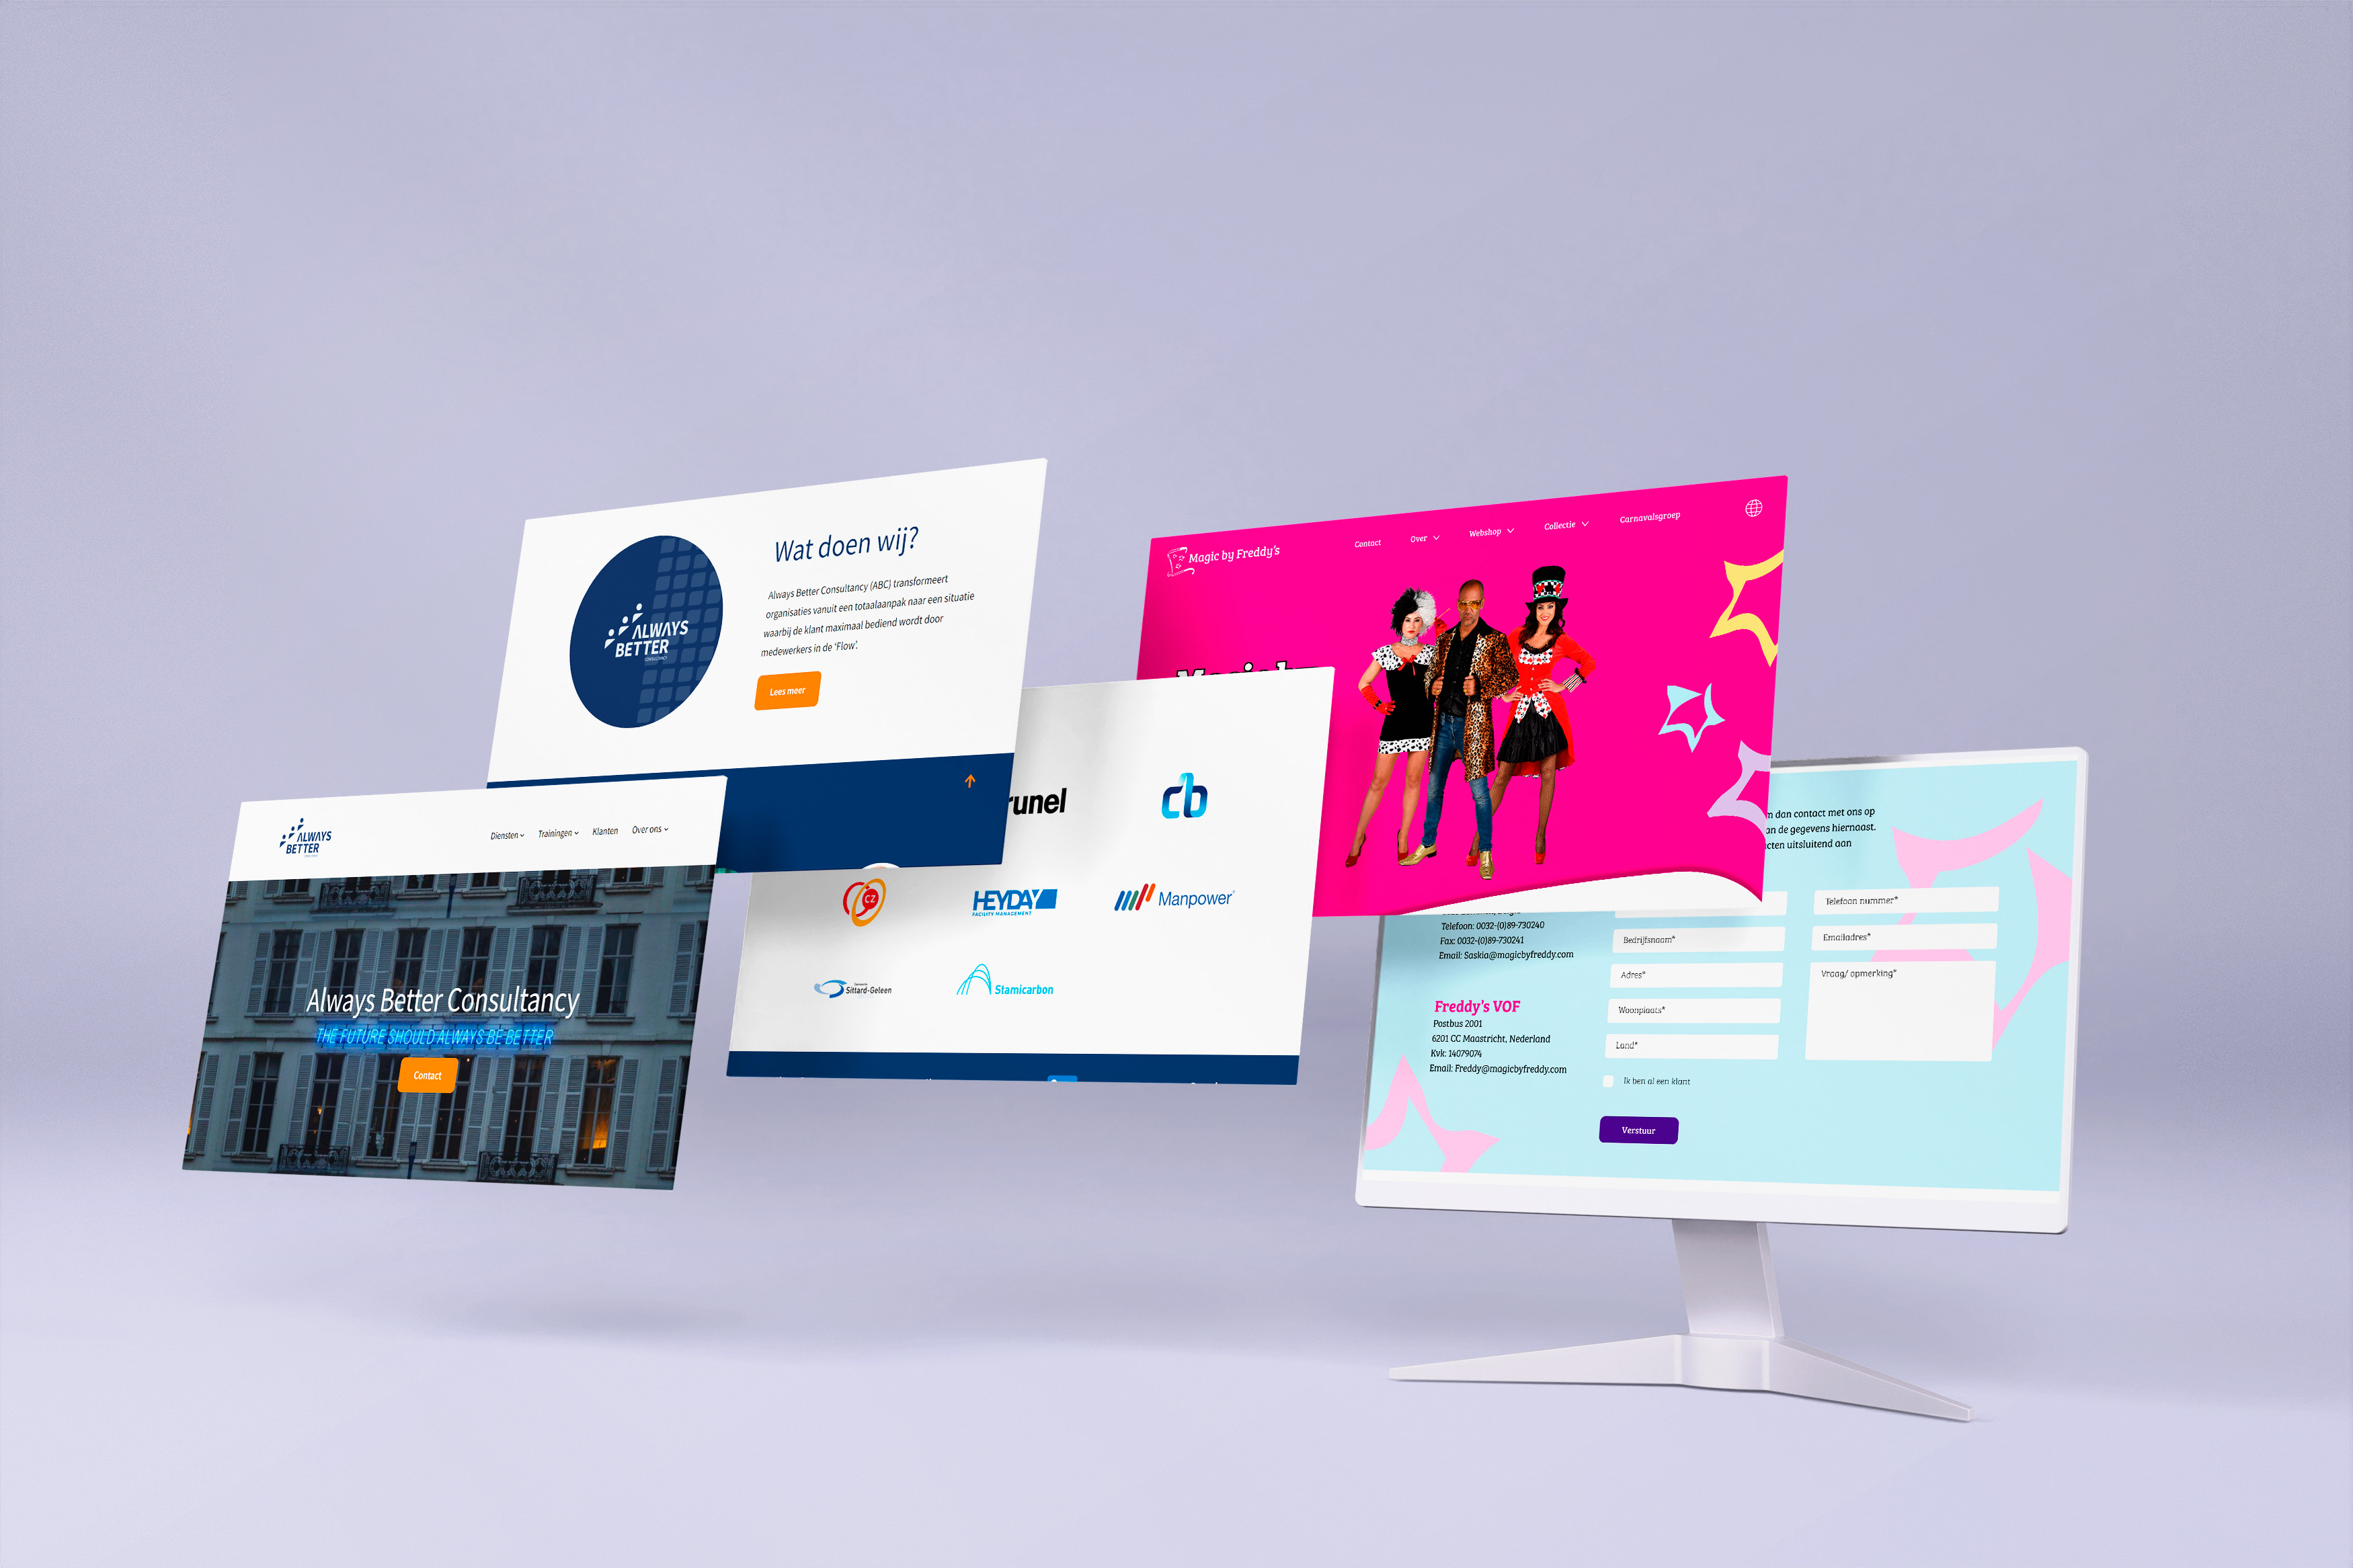 ALWAYS
BETTER
CONSULTANCY
Wat doen wij?
Always Better Consultancy (ABC) transformeert
organisaties vanuit een totaalaanpak naar een situatie
waarbij de klant maximaal bediend wordt door
medewerkers in de 'Flow'.
Lees meer
ALWAYS
BETTER
Diensten
Trainingen
Klanten
Over ons
Always Better Consultancy
THE FUTURE SHOULD ALWAYS BE BETTER
Contact
runel
cb
CZ
HEYDAY
FACILITY MANAGEMENT
Manpower
Sittard-Geleen
Stamicarbon
Magic by Freddy's
Contact
Over
Webshop
Collectie
Carnavalsgroep
dan contact met ons op
an de gegevens hiernaast.
cten uitsluitend aan
Telefoon: 0032-(0)89-730240
Fax: 0032-(0)89-730241
Email: Saskia@magicbyfreddy.com
Freddy's VOF
Postbus 2001
6201 CC Maastricht, Nederland
Kvk: 14079074
Email: Freddy@magicbyfreddy.com
Bedrijfsnaam*
Adres*
Woonplaats*
Land*
Ik ben al een klant
Verstuur
Telefoon nummer*
Emailadres*
Vraag/ opmerking*